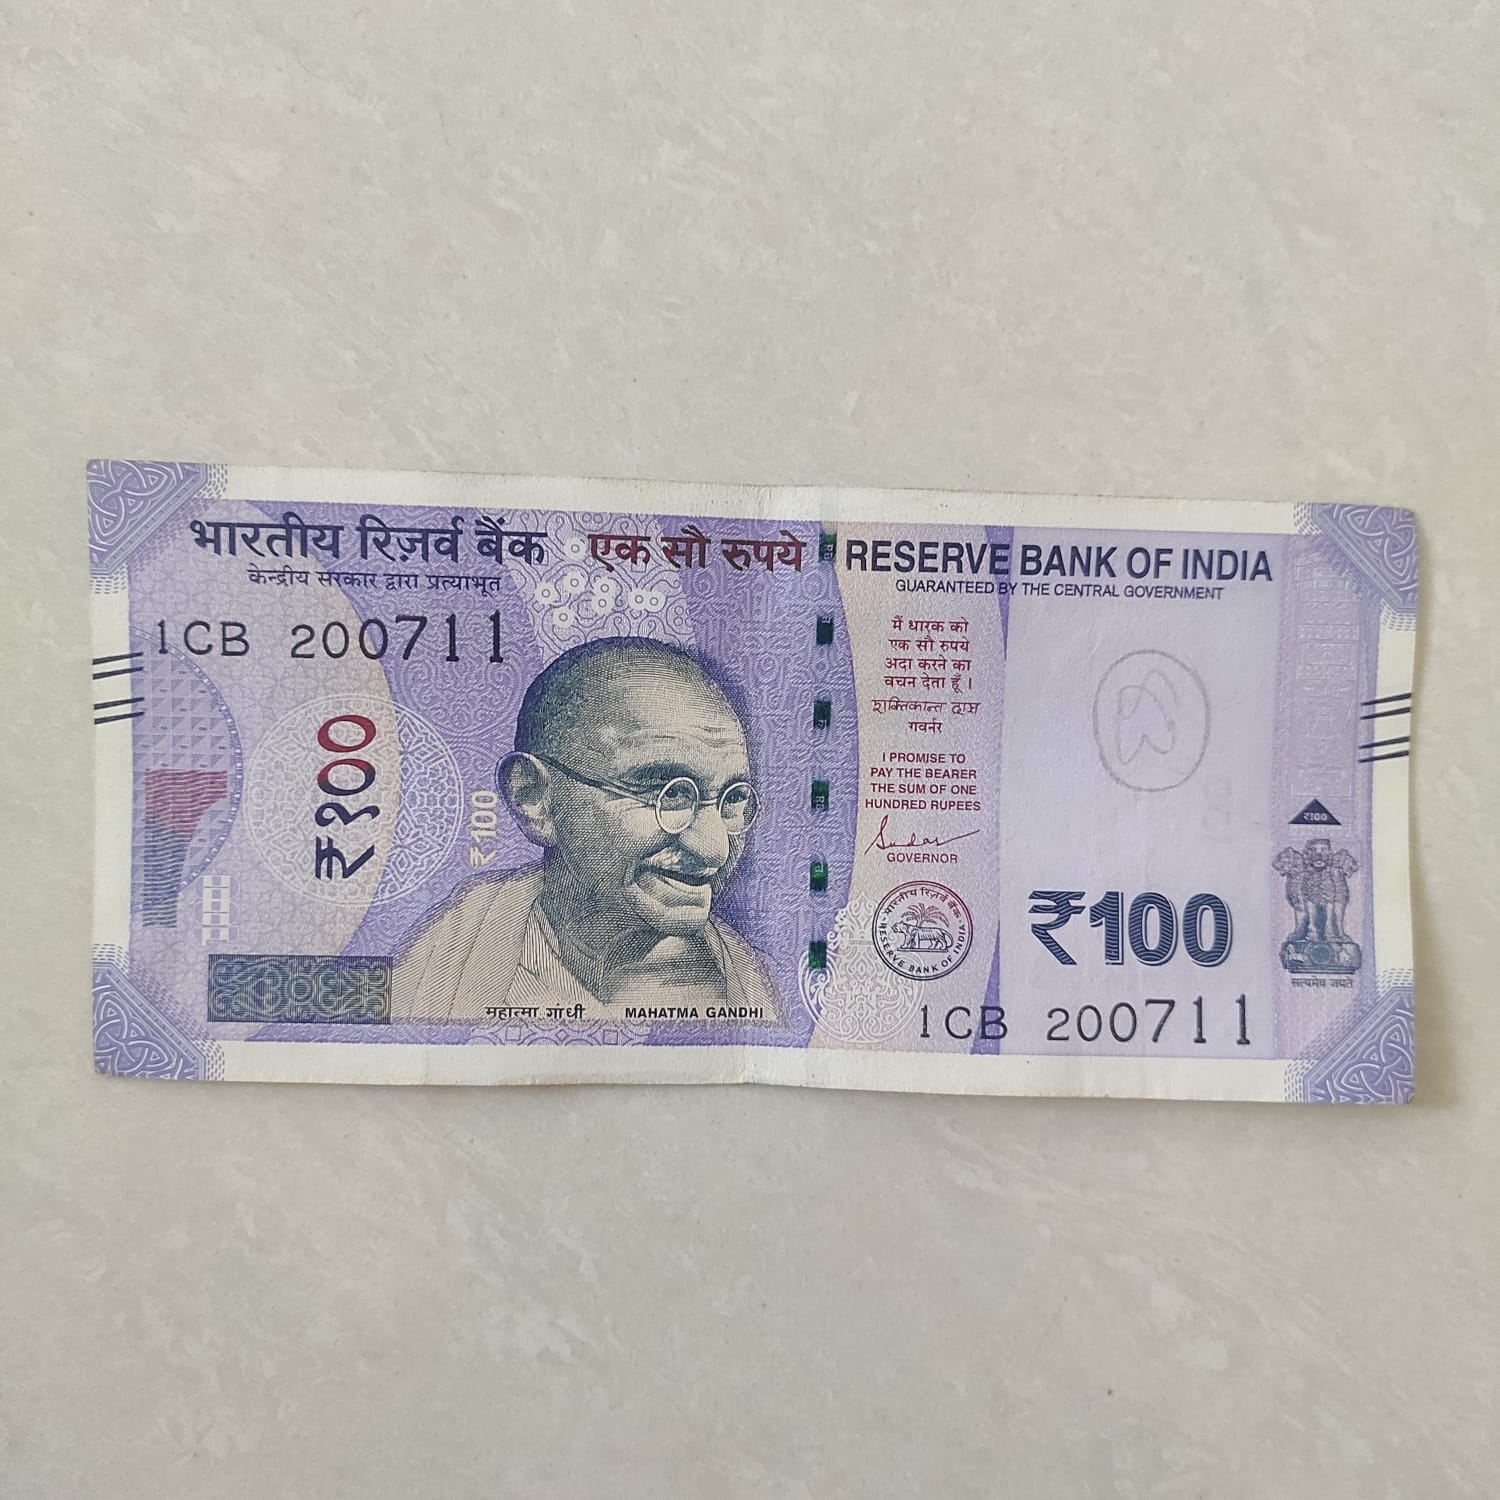 भारतीय रिज़र्व बैंक
केन्द्रीय सरकार द्वारा प्रत्याभूत
एक सौ रुपये
RESERVE BANK OF INDIA
GUARANTEED BY THE CENTRAL GOVERNMENT
1CB 200711
₹१००
₹100
मैं धारक को
एक सौ रुपये
अदा करने का
वचन देता हूँ ।
शक्तिकान्त दास
गवर्नर
I PROMISE TO
PAY THE BEARER
THE SUM OF ONE
HUNDRED RUPEES
GOVERNOR
भारतीय रिज़र्व बैंक
RESERVE BANK OF INDIA
₹100
₹100
सत्यमेव जयते
महात्मा गांधी
MAHATMA GANDHI
1CB 200711